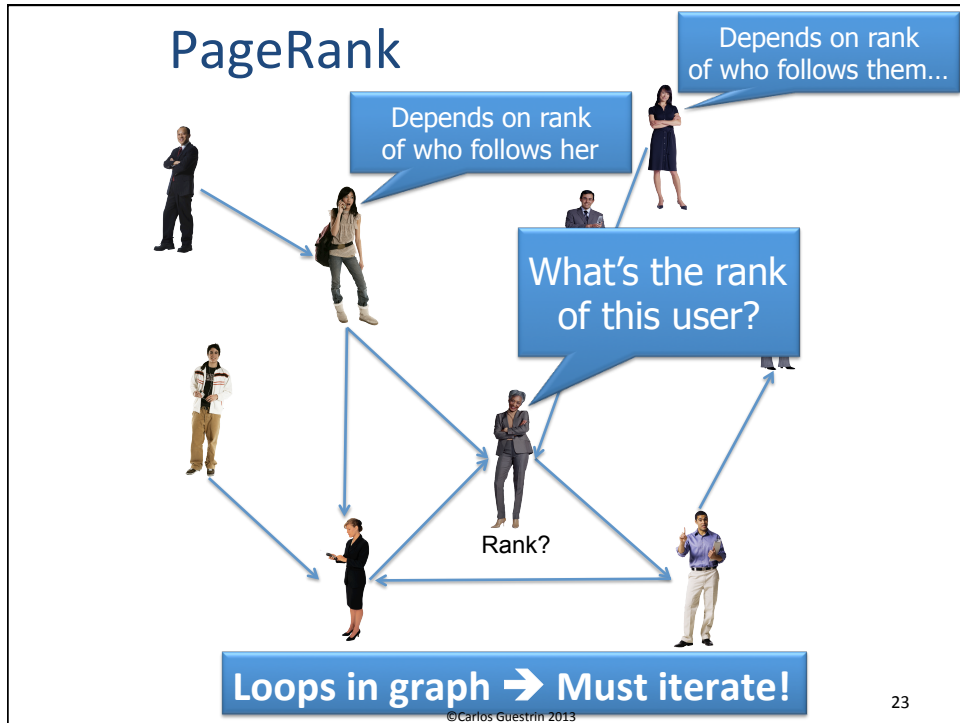 PageRank
Depends on rank
of who follows them…
Depends on rank
of who follows her
What's the rank
of this user?
Rank?
Loops in graph ➔ Must iterate!
©Carlos Guestrin 2013
23